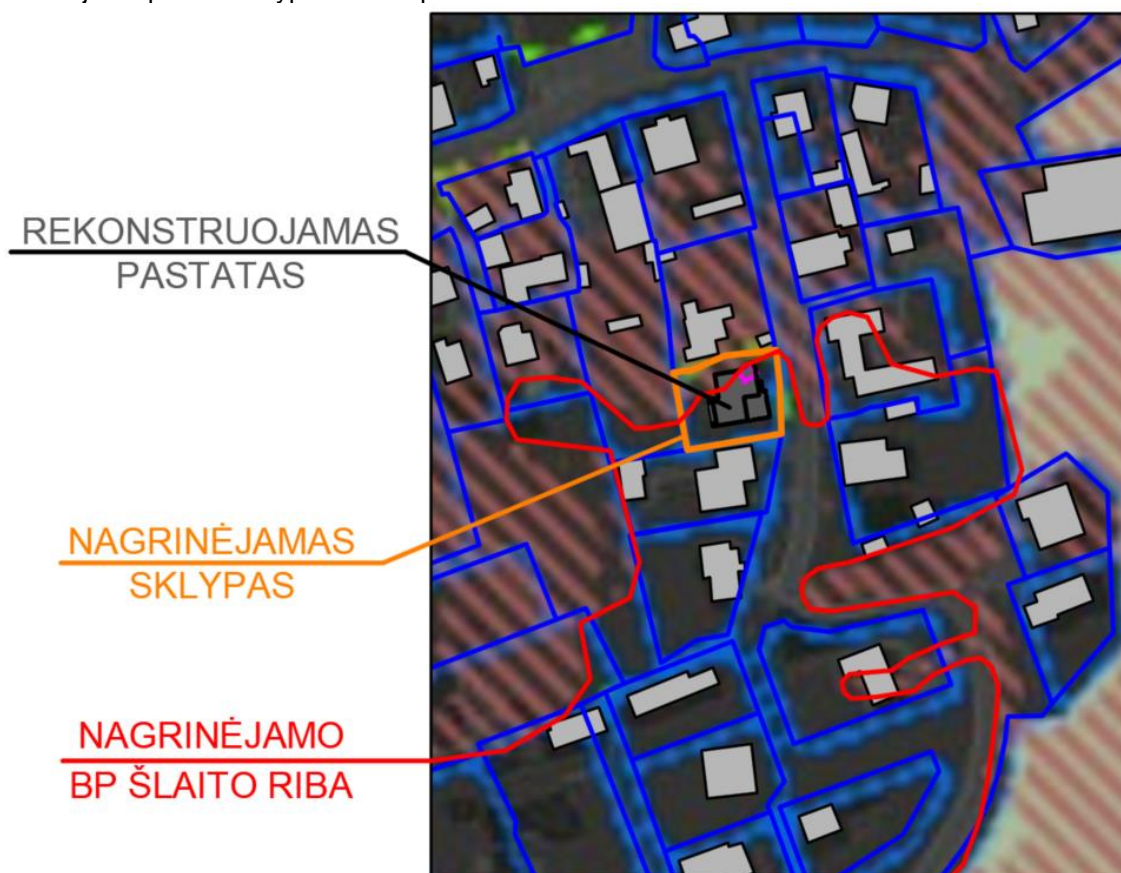 REKONSTRUOJAMAS
PASTATAS
NAGRINĖJAMAS
SKLYPAS
NAGRINĖJAMO
BP ŠLAITO RIBA